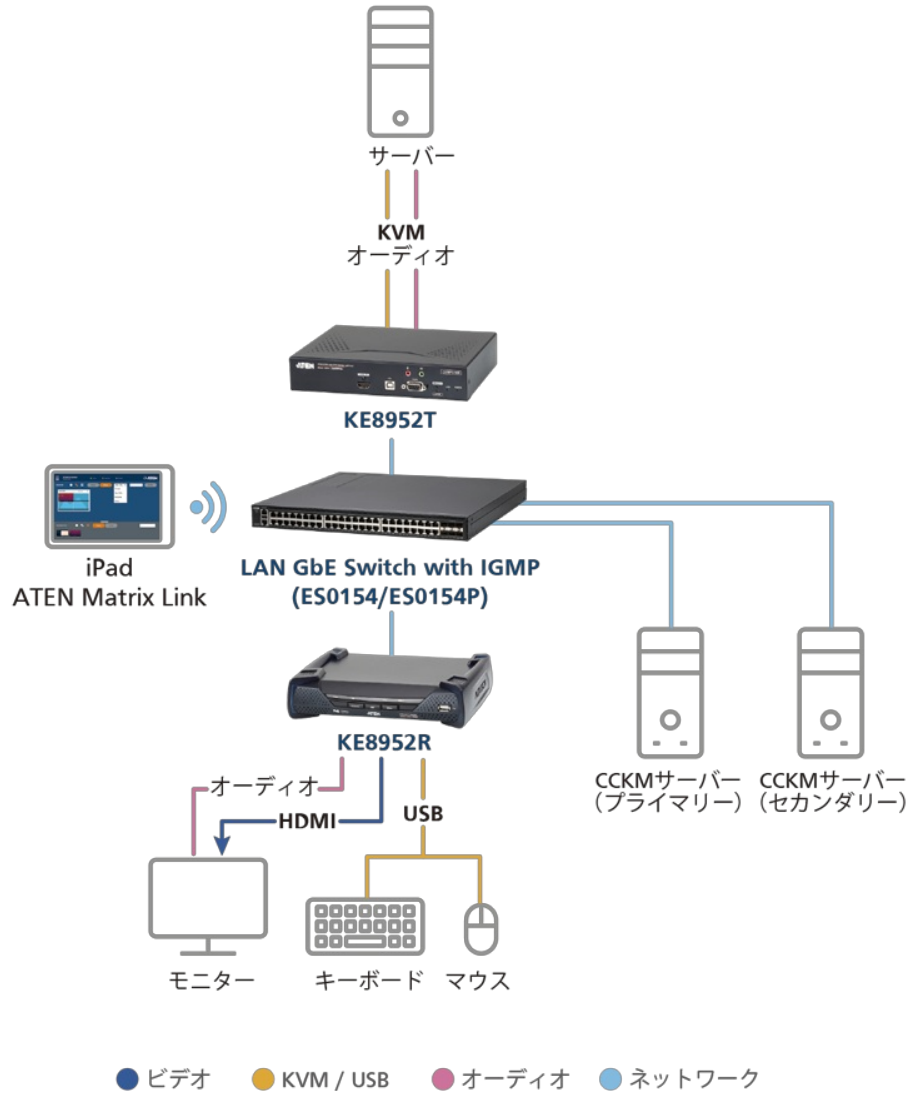 サーバー
KVM
オーディオ
ATEN
KE8952T
iPad
ATEN Matrix Link
LAN GbE Switch with IGMP
(ES0154/ES0154P)
ATEN
KE8952R
オーディオ
HDMI
USB
CCKMサーバー
（プライマリー）
CCKMサーバー
（セカンダリー）
モニター
キーボード
マウス
ビデオ
KVM / USB
オーディオ
ネットワーク